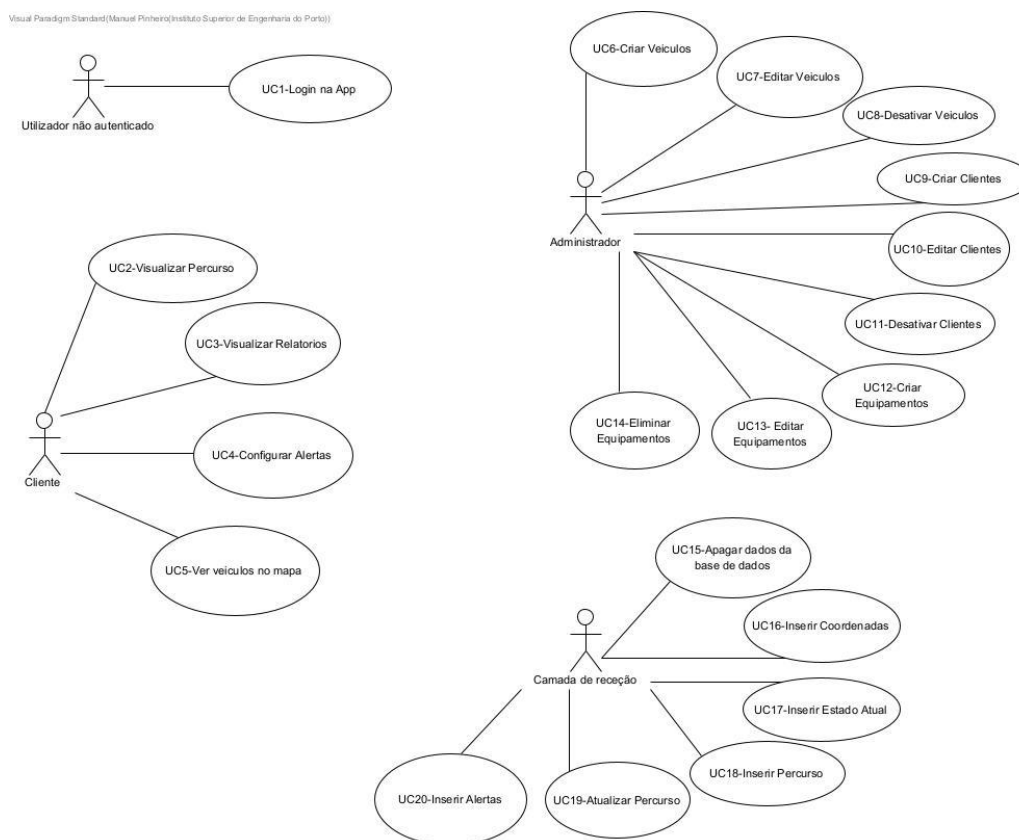 Visual Paradigm Standard(Manuel Pinheiro(Instituto Superior de Engenharia do Porto))
UC1-Login na App
Utilizador não autenticado
UC6-Criar Veiculos
UC7-Editar Veiculos
UC8-Desativar Veiculos
UC9-Criar Clientes
Administrador
UC10-Editar Clientes
UC11-Desativar Clientes
UC12-Criar
Equipamentos
UC13- Editar
Equipamentos
UC14-Eliminar
Equipamentos
UC2-Visualizar Percurso
UC3-Visualizar Relatorios
UC4-Configurar Alertas
Cliente
UC5-Ver veiculos no mapa
UC15-Apagar dados da
base de dados
UC16-Inserir Coordenadas
Camada de receção
UC17-Inserir Estado Atual
UC18-Inserir Percurso
UC19-Atualizar Percurso
UC20-Inserir Alertas